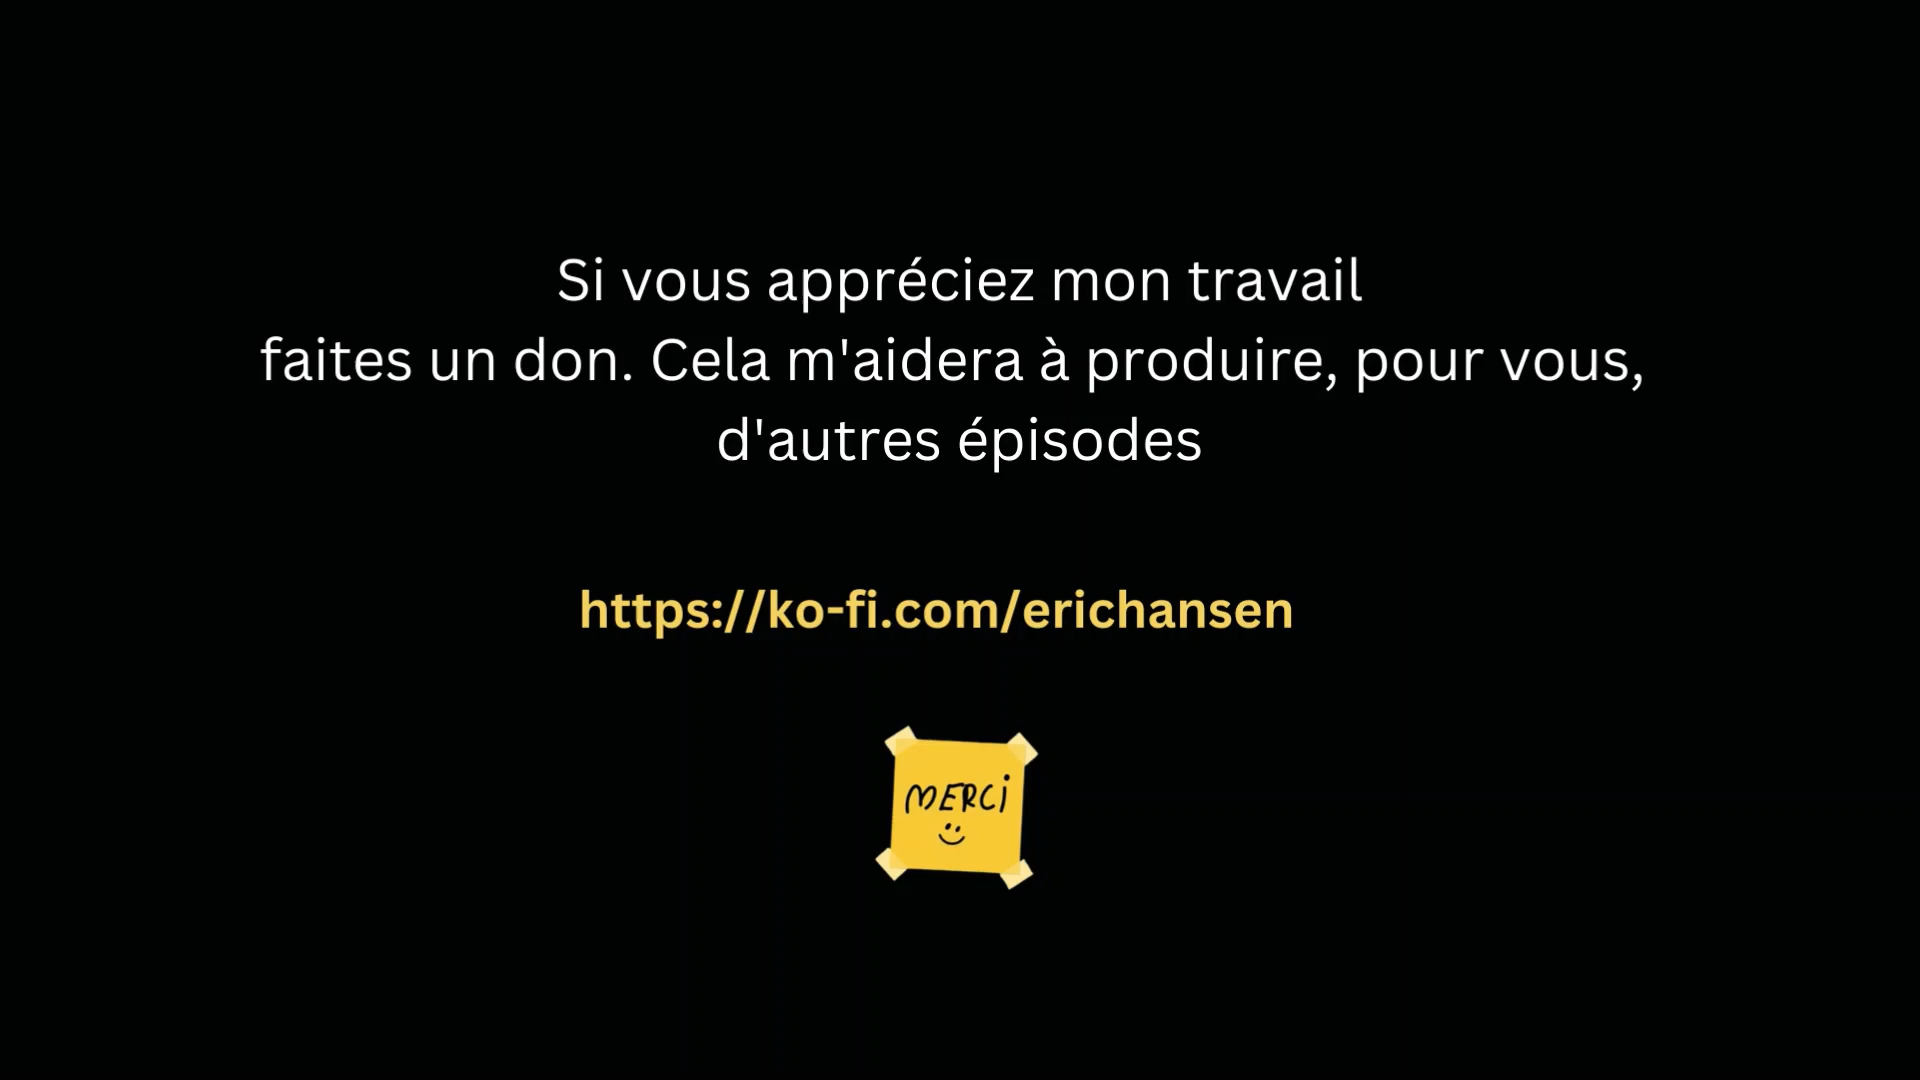 Si vous appréciez mon travail
faites un don. Cela m'aidera à produire, pour vous,
d'autres épisodes
https://ko-fi.com/erichansen
MERCi